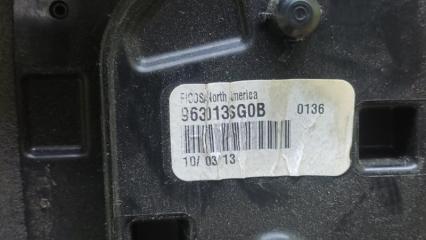 FICOSA North America
963013SG0B 0136
10/ 03/ 13